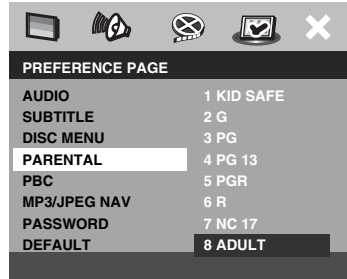 PREFERENCE PAGE
AUDIO 1 KID SAFE
SUBTITLE 2 G
DISC MENU 3 PG
PARENTAL 4 PG 13
PBC 5 PGR
MP3/JPEG NAV 6 R
PASSWORD 7 NC 17
DEFAULT 8 ADULT